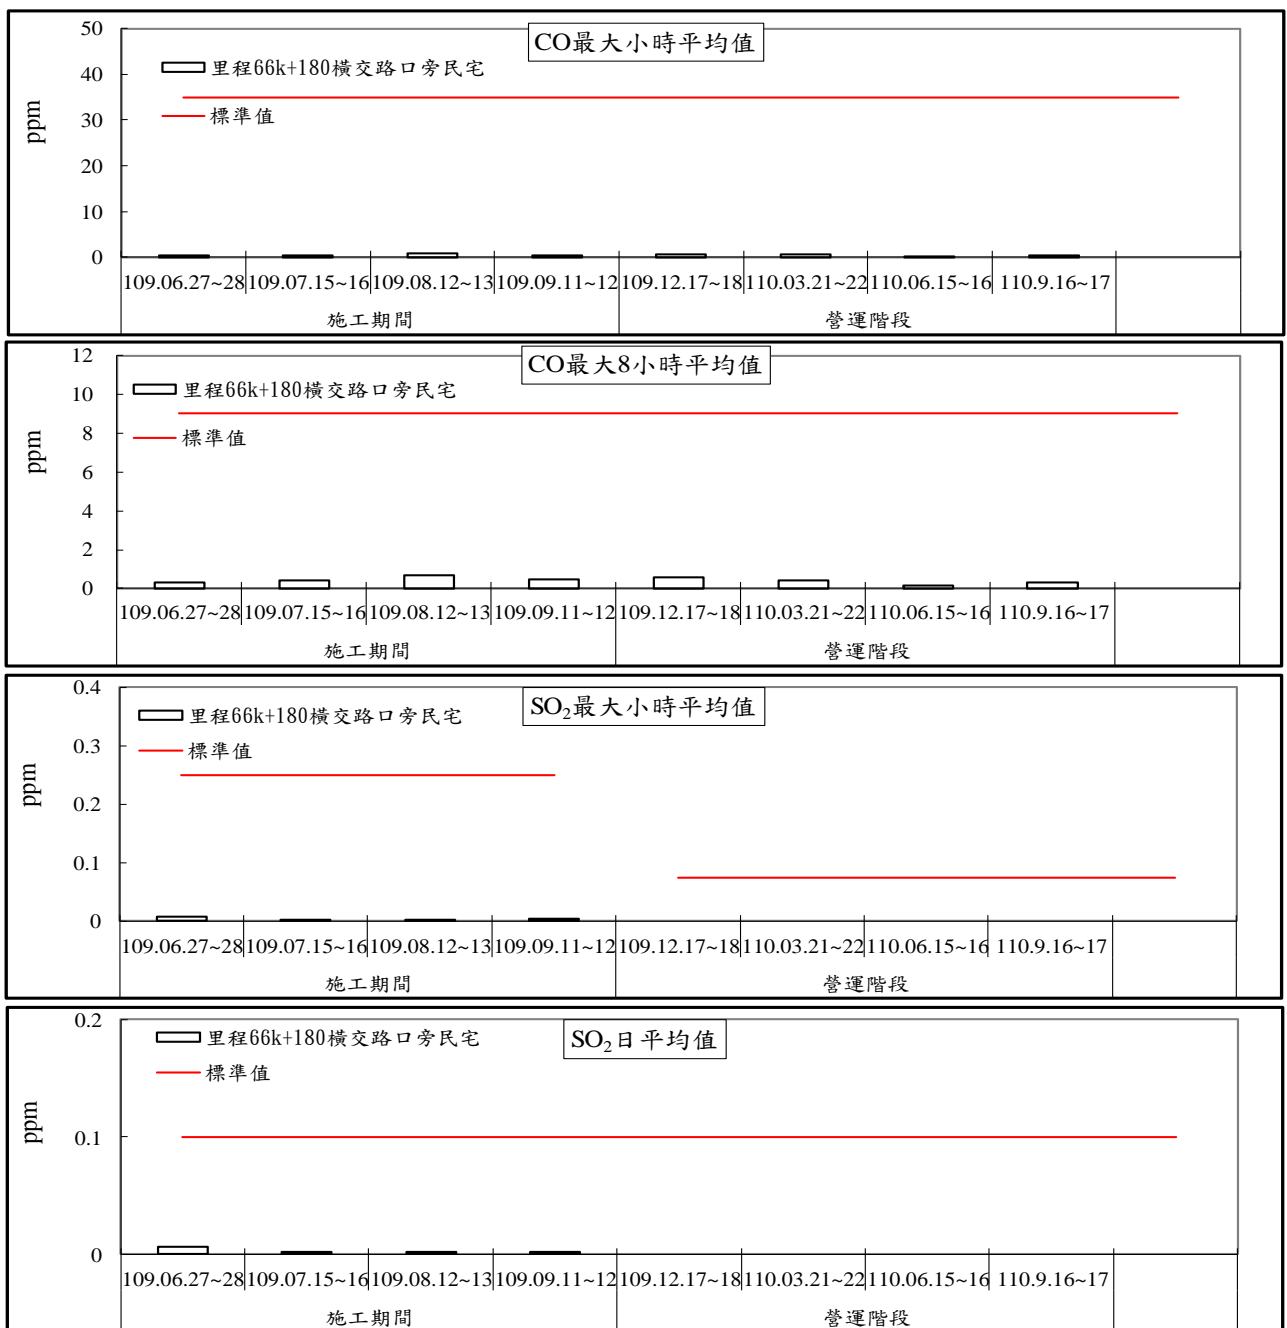 CO最大小時平均值
50
里程66k+180橫交路口旁民宅
40
標準值
30
20
10
0
ppm
109.06.27~28 109.07.15~16 109.08.12~13 109.09.11~12 109.12.17~18 110.03.21~22 110.06.15~16 110.9.16~17
施工期間 營運階段
CO最大8小時平均值
12
里程66k+180橫交路口旁民宅
10
標準值
8
6
4
2
0
ppm
109.06.27~28 109.07.15~16 109.08.12~13 109.09.11~12 109.12.17~18 110.03.21~22 110.06.15~16 110.9.16~17
施工期間 營運階段
SO₂最大小時平均值
0.4
里程66k+180橫交路口旁民宅
標準值
0.3
0.2
0.1
0
ppm
109.06.27~28 109.07.15~16 109.08.12~13 109.09.11~12 109.12.17~18 110.03.21~22 110.06.15~16 110.9.16~17
施工期間 營運階段
SO₂日平均值
0.2
里程66k+180橫交路口旁民宅
標準值
0.1
0
ppm
109.06.27~28 109.07.15~16 109.08.12~13 109.09.11~12 109.12.17~18 110.03.21~22 110.06.15~16 110.9.16~17
施工期間 營運階段